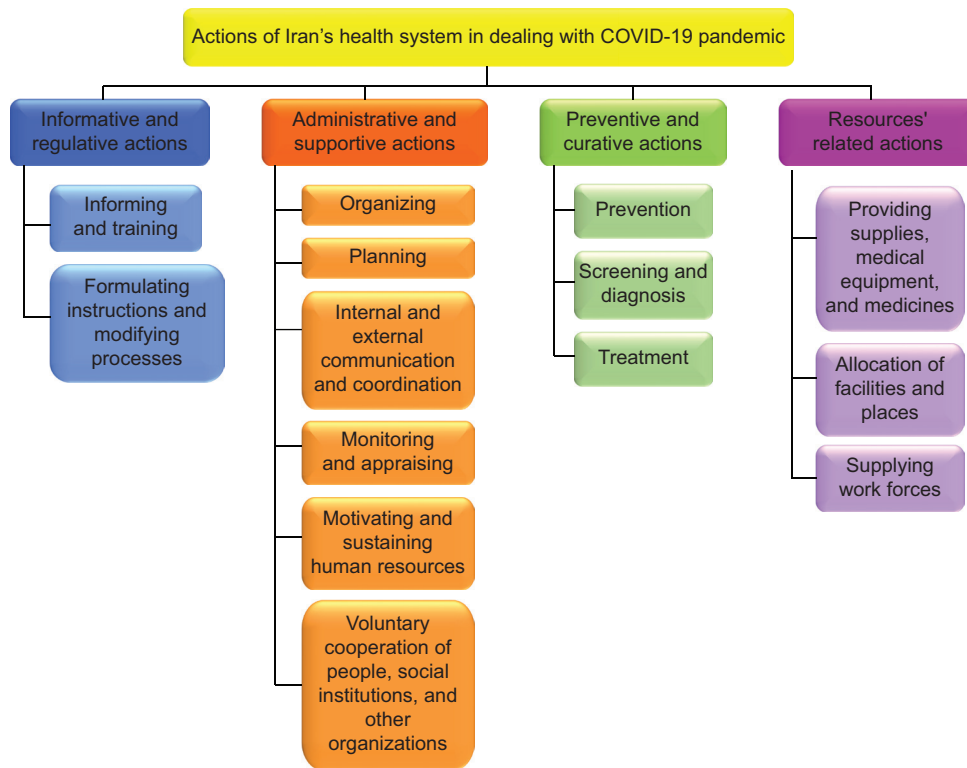 Actions of Iran's health system in dealing with COVID-19 pandemic
Informative and
regulative actions
Informing
and training
Formulating
instructions and
modifying
processes
Administrative and
supportive actions
Organizing
Planning
Internal and
external
communication
and coordination
Monitoring
and appraising
Motivating and
sustaining
human resources
Voluntary
cooperation of
people, social
institutions, and
other
organizations
Preventive and
curative actions
Prevention
Screening and
diagnosis
Treatment
Resources'
related actions
Providing
supplies,
medical
equipment,
and medicines
Allocation of
facilities and
places
Supplying
work forces